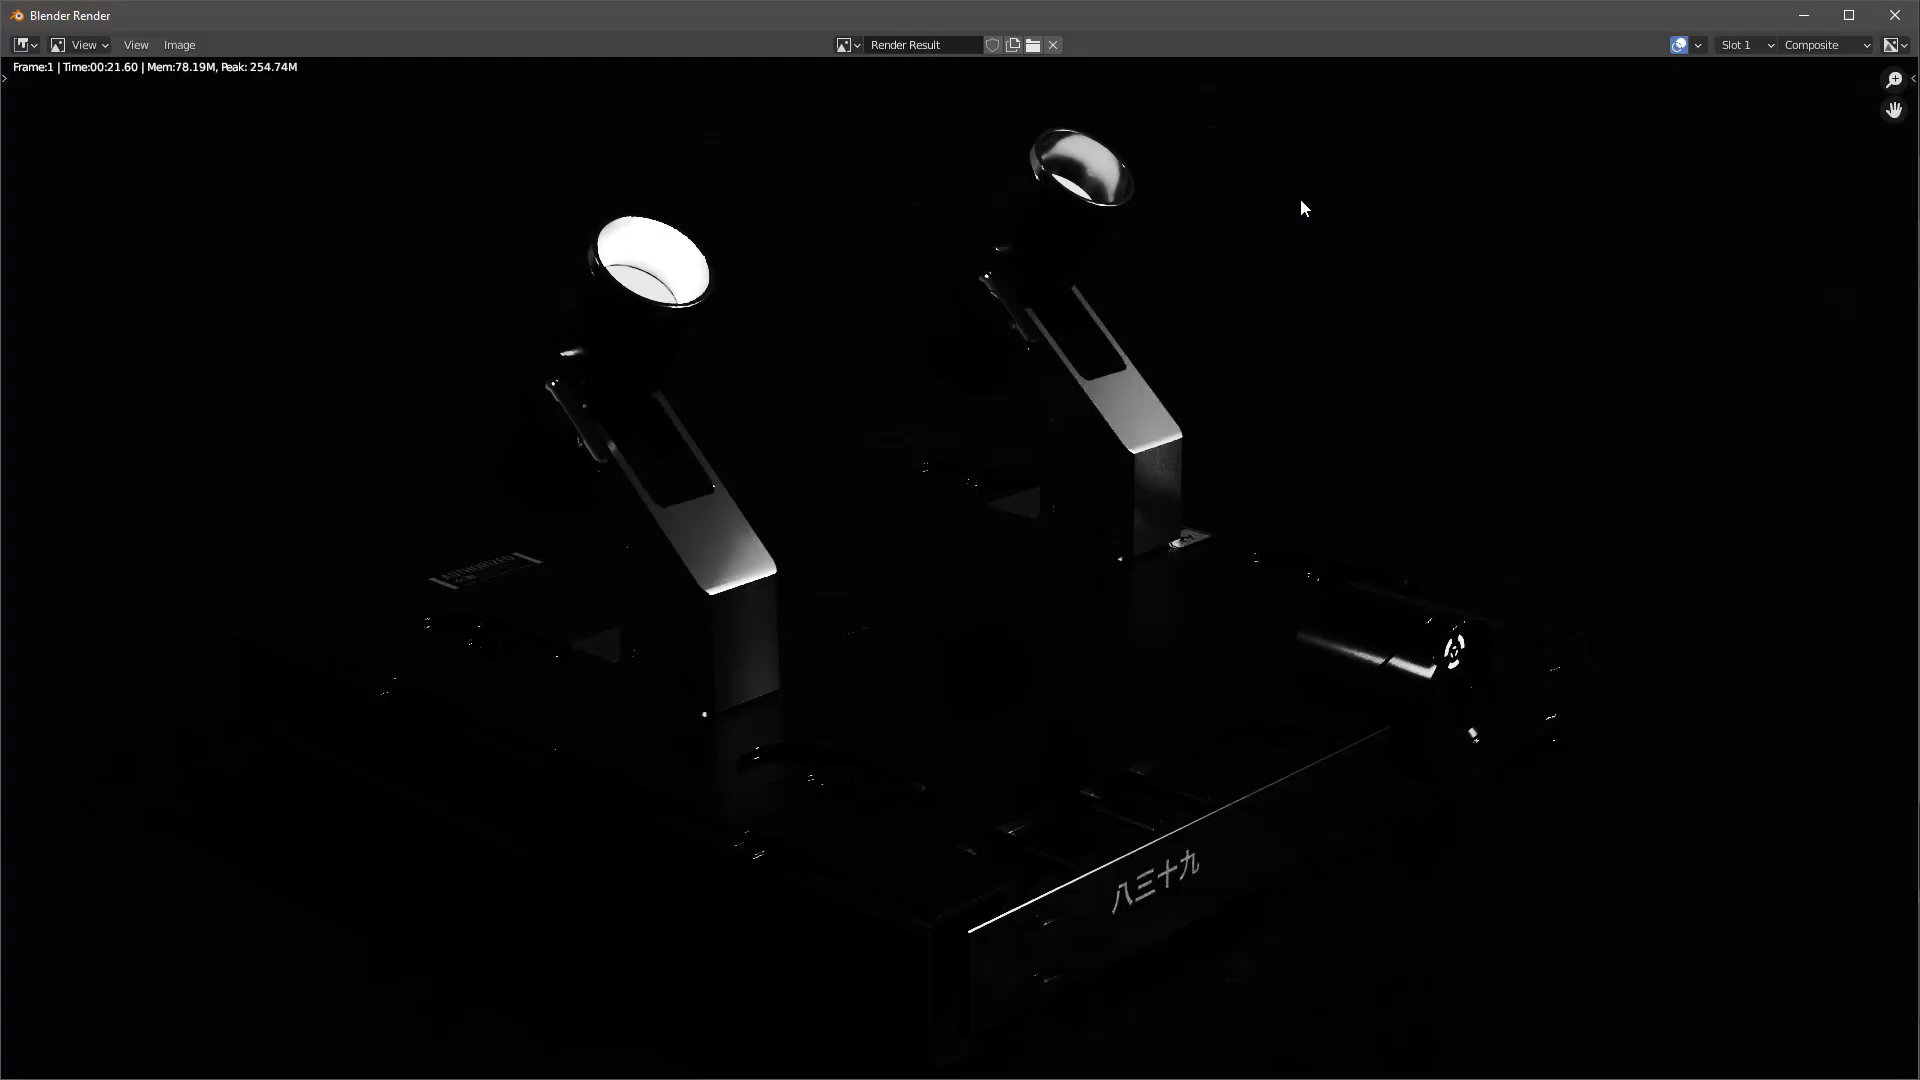 Blender Render
View View Image Render Result Slot 1 Composite
Frame:1 | Time:00:21.60 | Mem:78.19M, Peak: 254.74M
AUTHORIZED
八三十九